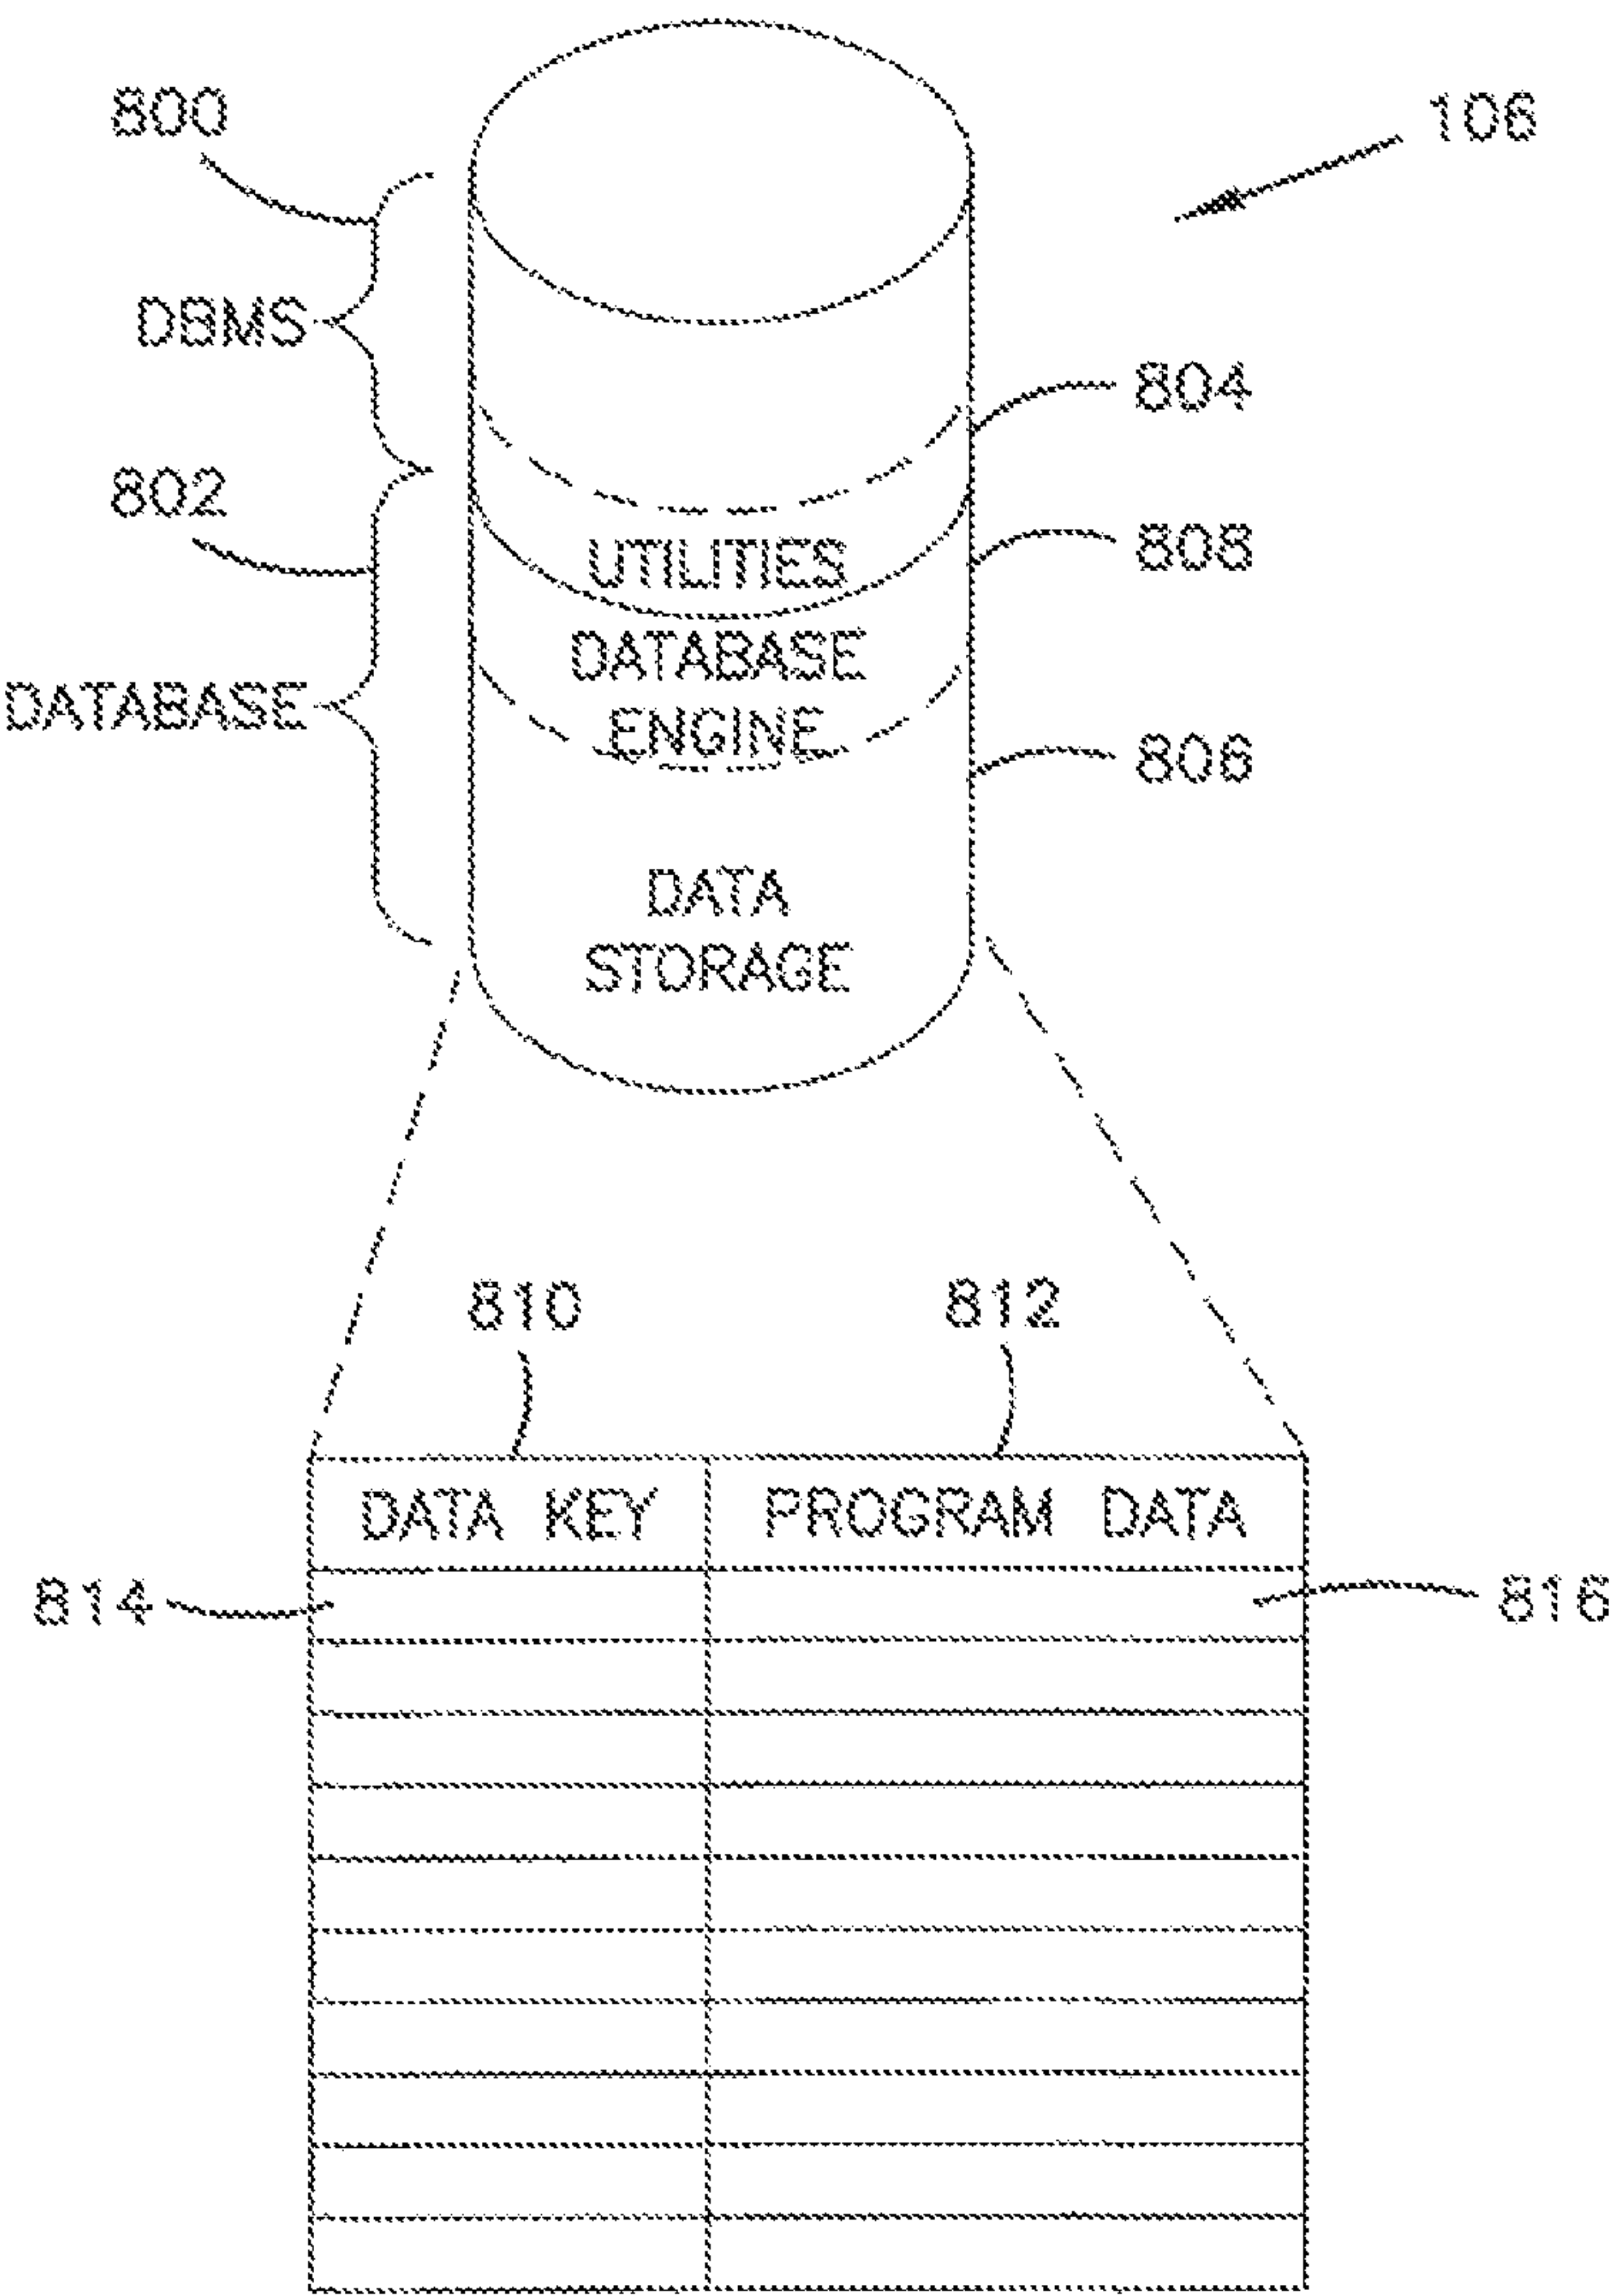 800
106
DBMS
804
802
UTILITIES
808
DATABASE
ENGINE
DATABASE
806
DATA
STORAGE
810
812
DATA KEY
PROGRAM DATA
814
816